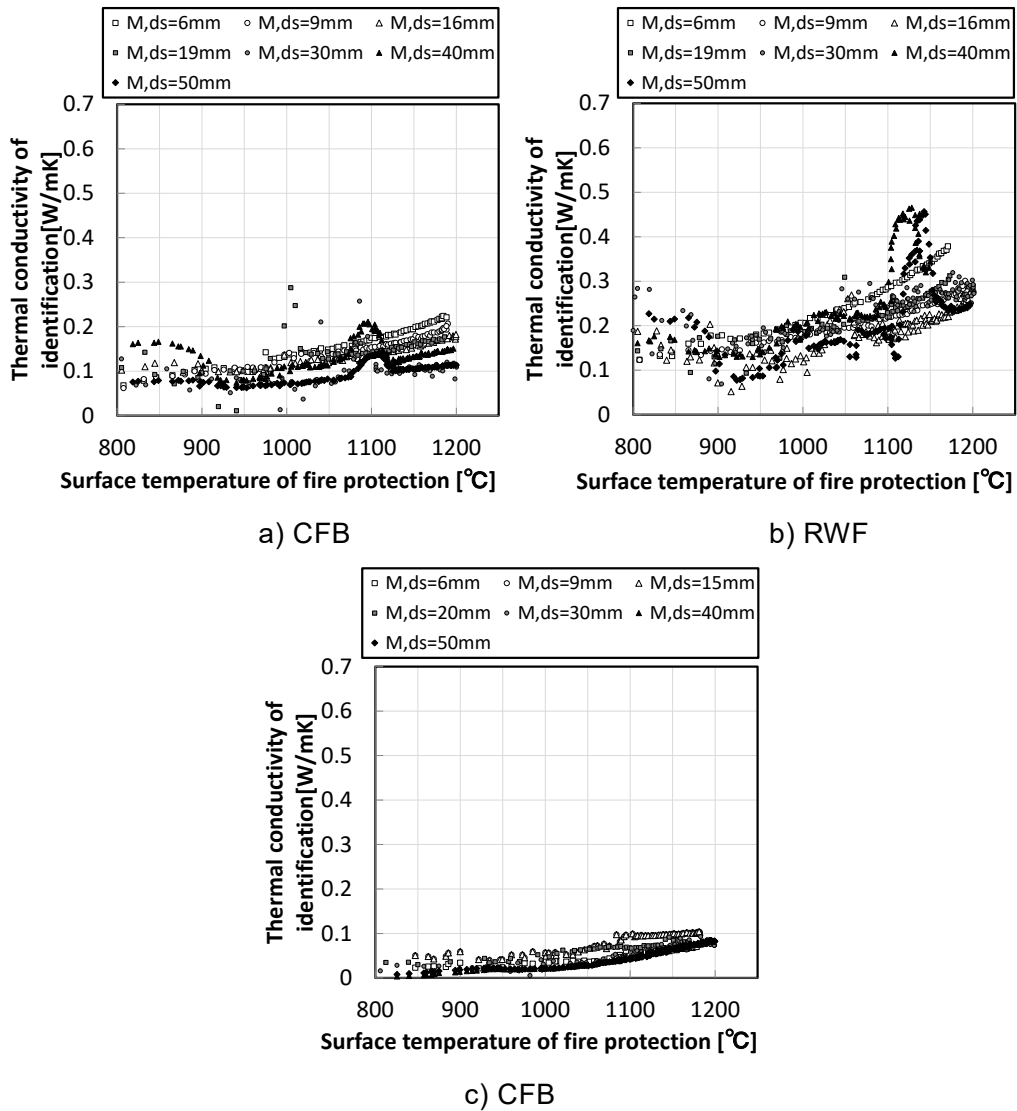 M,ds=6mm M,ds=9mm M,ds=16mm
M,ds=19mm M,ds=30mm M,ds=40mm
M,ds=50mm
Thermal conductivity of
identification[W/mK]
0.7
0.6
0.5
0.4
0.3
0.2
0.1
0
800 900 1000 1100 1200
Surface temperature of fire protection [℃]
a) CFB
M,ds=6mm M,ds=9mm M,ds=16mm
M,ds=19mm M,ds=30mm M,ds=40mm
M,ds=50mm
Thermal conductivity of
identification[W/mK]
0.7
0.6
0.5
0.4
0.3
0.2
0.1
0
800 900 1000 1100 1200
Surface temperature of fire protection [℃]
b) RWF
M,ds=6mm M,ds=9mm M,ds=15mm
M,ds=20mm M,ds=30mm M,ds=40mm
M,ds=50mm
Thermal conductivity of
identification[W/mK]
0.7
0.6
0.5
0.4
0.3
0.2
0.1
0
800 900 1000 1100 1200
Surface temperature of fire protection [℃]
c) CFB